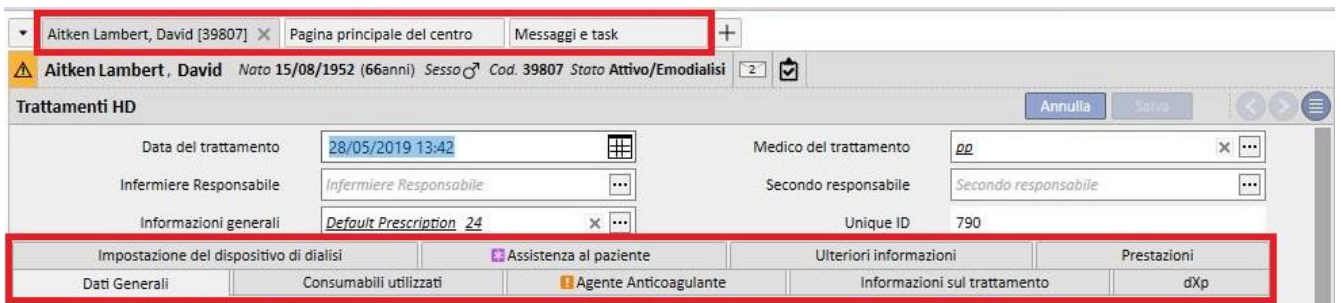 Aitken Lambert, David [39807] Pagina principale del centro Messaggi e task
Aitken Lambert, David Nato 15/08/1952 (66anni) Sesso Cod. 39807 Stato Attivo/Emodialisi 2
Trattamenti HD Annulla Salva
Data del trattamento 28/05/2019 13:42 Medico del trattamento pp
Infermiere Responsabile Infermiere Responsabile Secondo responsabile Secondo responsabile
Informazioni generali Default Prescription 24 Unique ID 790
Impostazione del dispositivo di dialisi Assistenza al paziente Ulteriori informazioni Prestazioni
Dati Generali Consumabili utilizzati Agente Anticoagulante Informazioni sul trattamento dXp